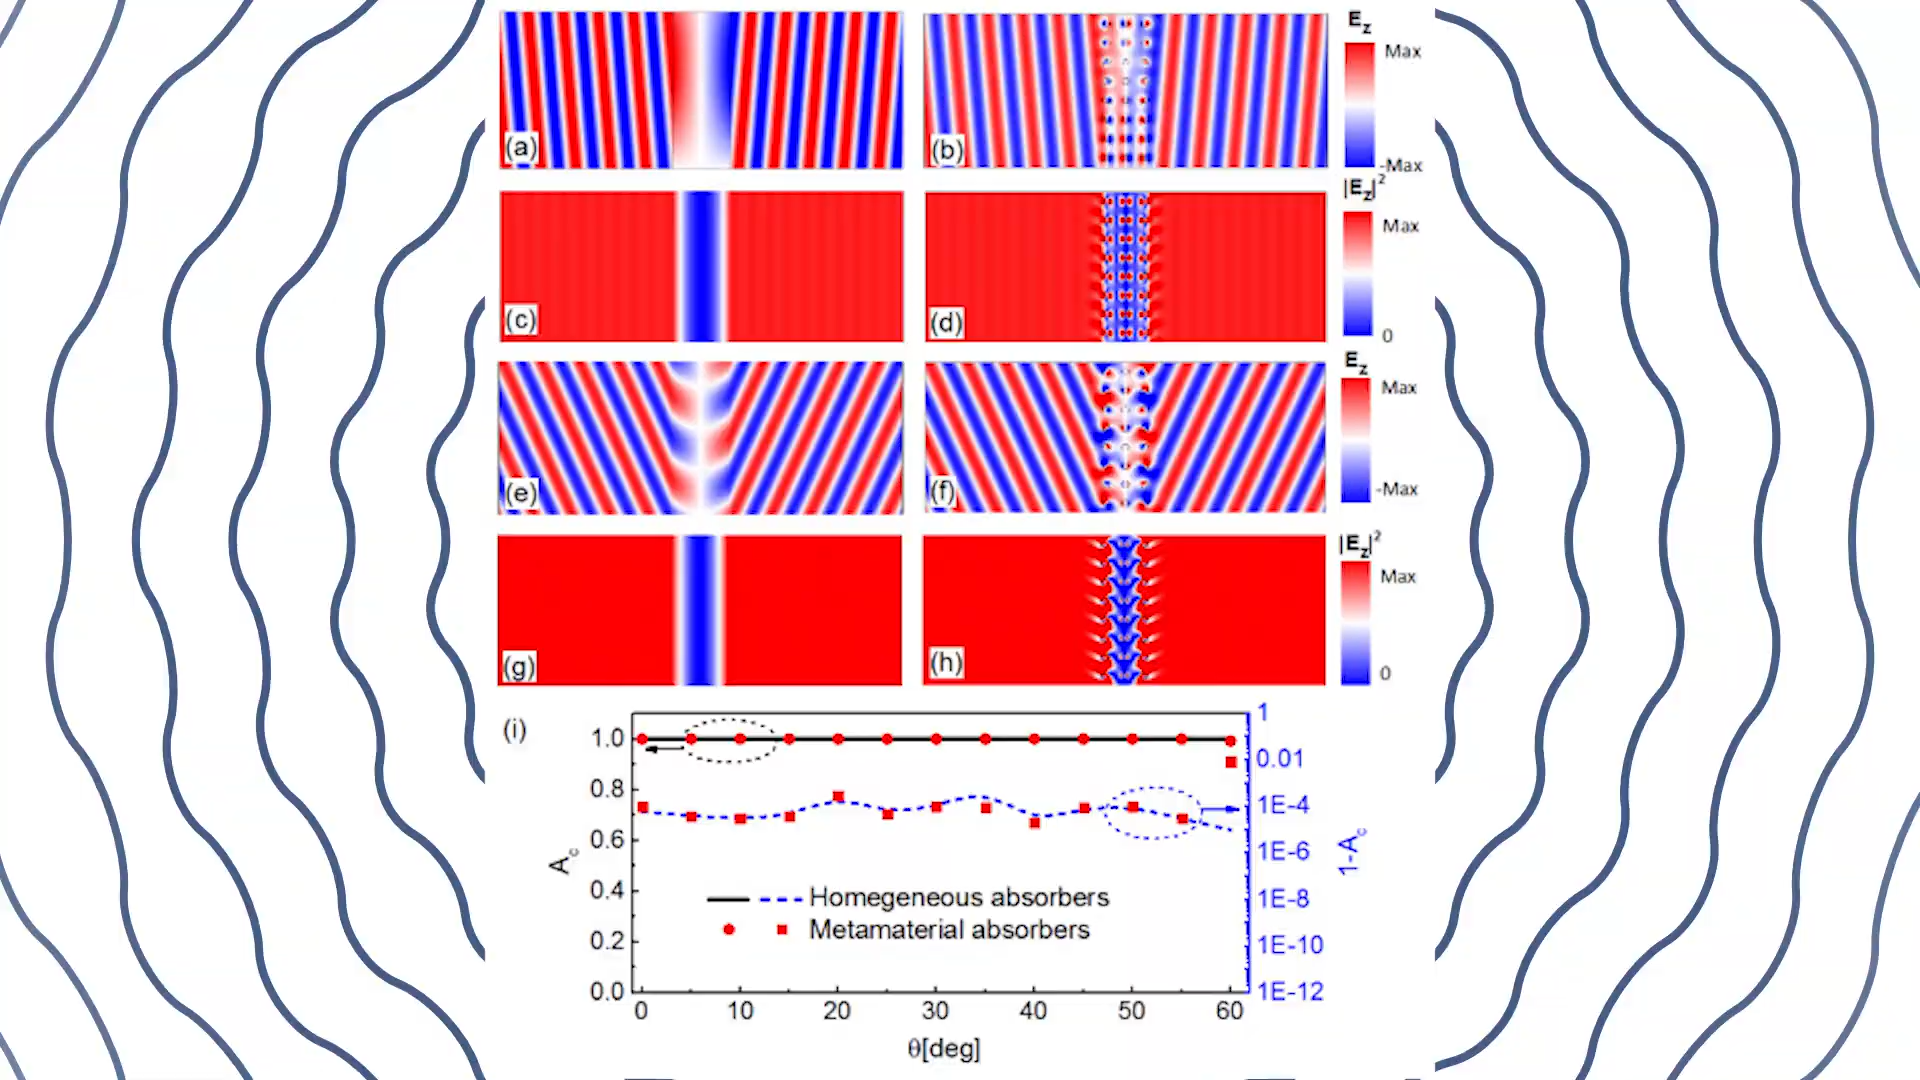 (a)
(b)
Ez
Max
-Max
(c)
(d)
|Ez|²
Max
0
(e)
(f)
Ez
Max
-Max
(g)
(h)
|Ez|²
Max
0
(i)
1.0
0.8
0.6
0.4
0.2
0.0
Ac
1
0.01
1E-4
1E-6
1E-8
1E-10
1E-12
1-Ac
Homegeneous absorbers
Metamaterial absorbers
0 10 20 30 40 50 60
θ[deg]